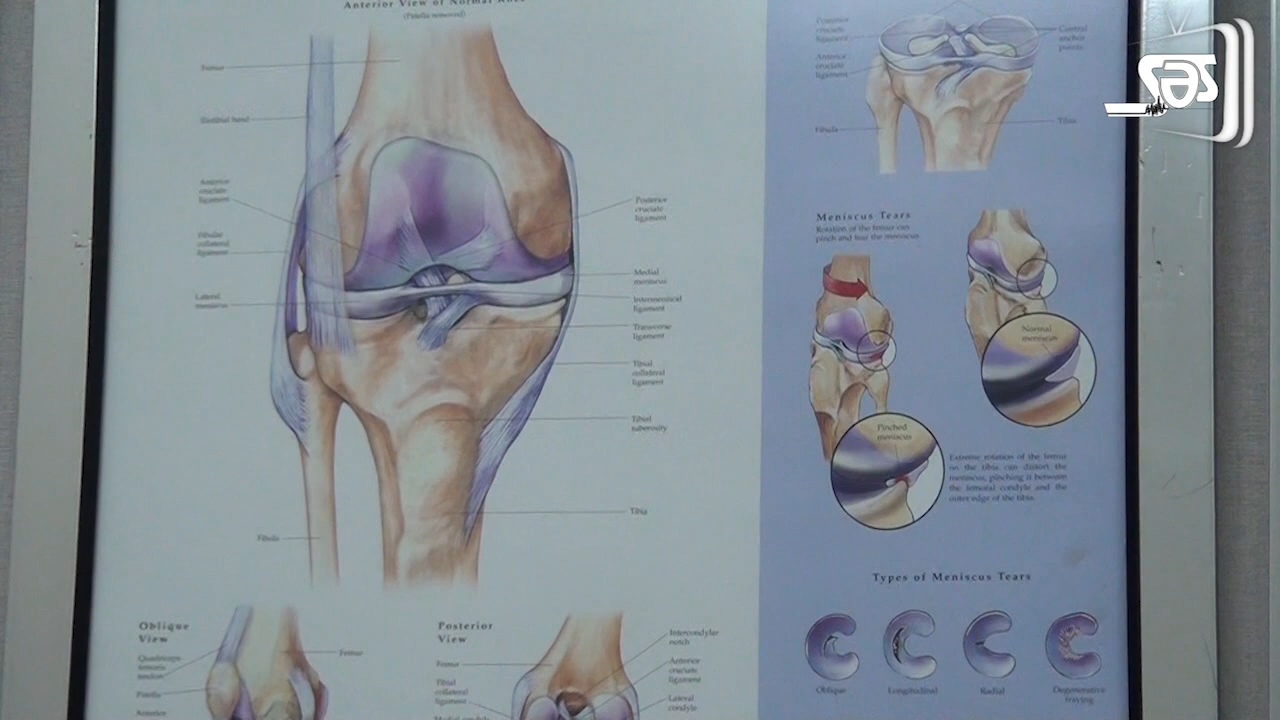 Anterior View of Normal Knee
(Patella removed)
Femur
Iliotibial band
Anterior
cruciate
ligament
Fibular
collateral
ligament
Lateral
meniscus
Fibula
Posterior
cruciate
ligament
Medial
meniscus
Intermeniscal
ligament
Transverse
ligament
Tibial
collateral
ligament
Tibial
tuberosity
Tibia
Oblique
View
Quadriceps
femoris
tendon
Patella
Anterior
Femur
Posterior
View
Femur
Tibial
collateral
ligament
Medial condyle
Intercondylar
notch
Anterior
cruciate
ligament
Lateral
condyle
Posterior
cruciate
ligament
Anterior
cruciate
ligament
Fibula
Central
anchor
points
Tibia
Meniscus Tears
Rotation of the femur can
pinch and tear the meniscus.
Normal
meniscus
Pinched
meniscus
Extreme rotation of the femur
on the tibia can distort the
meniscus, pinching it between
the femoral condyle and the
outer edge of the tibia.
Types of Meniscus Tears
Oblique
Longitudinal
Radial
Degenerative
fraying